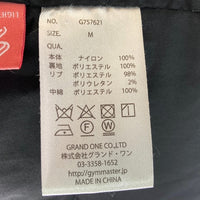 NO. G757621
SIZE. M
QUA.
本体 ナイロン 100%
裏地 ポリエステル 100%
リブ ポリエステル 98%
ポリウレタン 2%
中綿 ポリエステル 100%
GRAND ONE CO.,LTD
株式会社グランド・ワン
03-3358-1652
http://gymmaster.jp
MADE IN CHINA